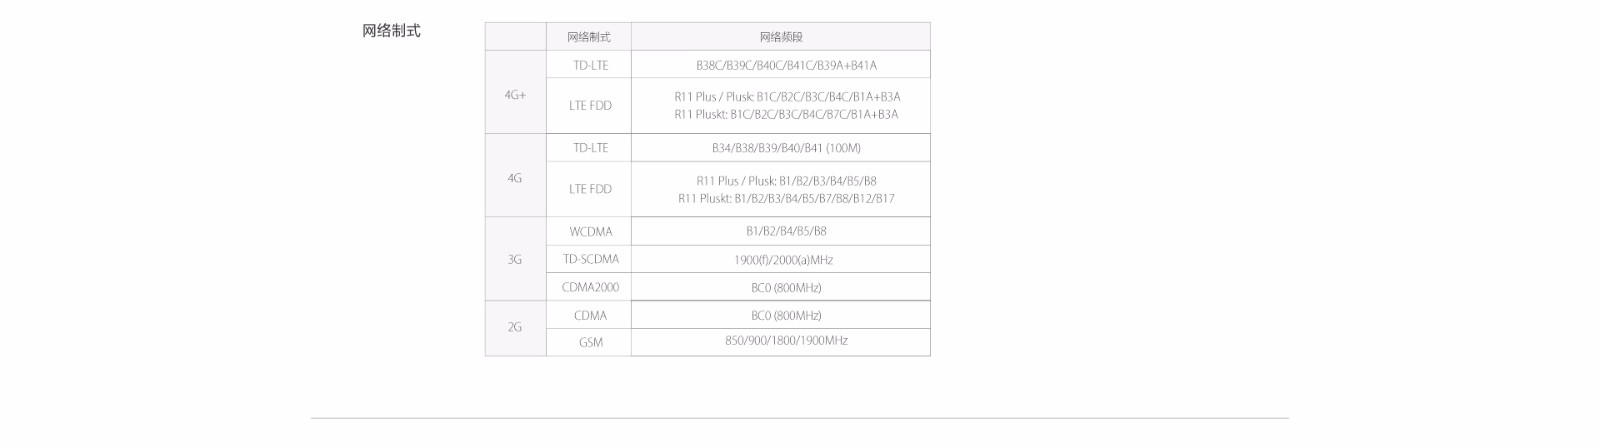 网络制式
网络制式 网络频段
4G+
TD-LTE B38C/B39C/B40C/B41C/B39A+B41A
LTE FDD
R11 Plus / Plusk: B1C/B2C/B3C/B4C/B1A+B3A
R11 Pluskt: B1C/B2C/B3C/B4C/B7C/B1A+B3A
4G
TD-LTE B34/B38/B39/B40/B41 (100M)
LTE FDD
R11 Plus / Plusk: B1/B2/B3/B4/B5/B8
R11 Pluskt: B1/B2/B3/B4/B5/B7/B8/B12/B17
3G
WCDMA B1/B2/B4/B5/B8
TD-SCDMA 1900(f)/2000(a)MHz
CDMA2000 BC0 (800MHz)
2G
CDMA BC0 (800MHz)
GSM 850/900/1800/1900MHz